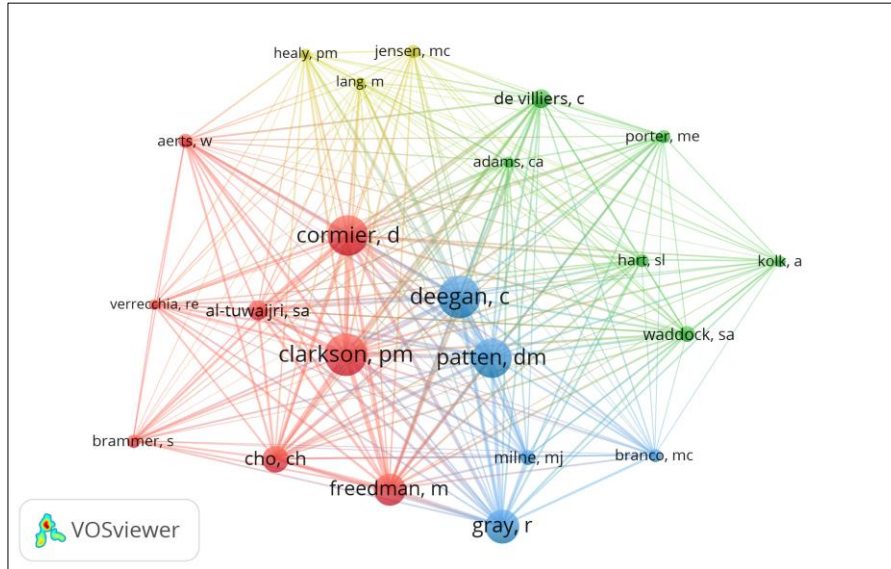 healy, pm
jensen, mc
lang, m
de villiers, c
aerts, w
porter, me
adams, ca
cormier, d
hart, sl
kolk, a
deegan, c
verrecchia, re
al-tuwaijri, sa
waddock, sa
clarkson, pm
patten, dm
brammer, s
cho, ch
milne, mj
branco, mc
freedman, m
gray, r
VOSviewer